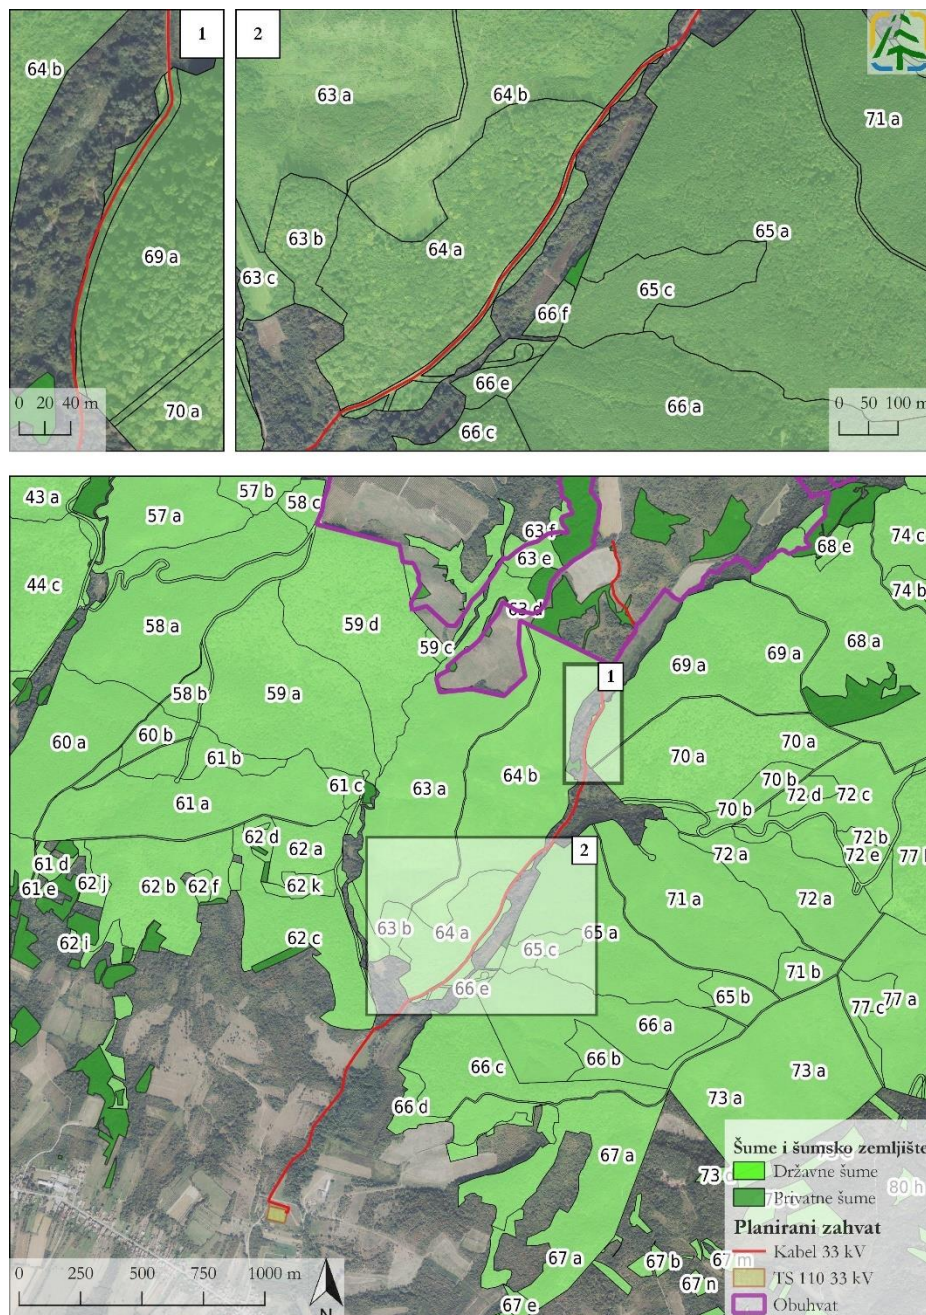 1
2
64 b
69 a
70 a
0 20 40 m
63 a
64 b
71 a
63 b
64 a
65 a
63 c
65 c
66 f
66 e
66 a
66 c
0 50 100 m
43 a
57 b
58 c
57 a
63 f
74 c
63 e
68 e
44 c
74 b
63 d
58 a
59 d
59 c
68 a
69 a
69 a
1
58 b
59 a
60 a
60 b
70 a
61 b
64 b
70 a
61 c
63 a
70 b
61 a
72 d
72 c
70 b
62 d
2
72 b
61 d
62 a
72 a
72 e
61 e
62 j
62 b
62 f
62 k
71 a
72 a
63 b
64 a
65 a
62 i
62 c
65 c
71 b
66 e
65 b
77 c
77 a
66 a
66 b
66 c
73 a
66 d
73 a
67 a
Šume i šumsko zemljište
Državne šume
80 h
Privatne šume
Planirani zahvat
Kabel 33 kV
67 a
67 b
67 m
TS 110 33 kV
67 n
Obuhvat
67 e
0 250 500 1000 m
N